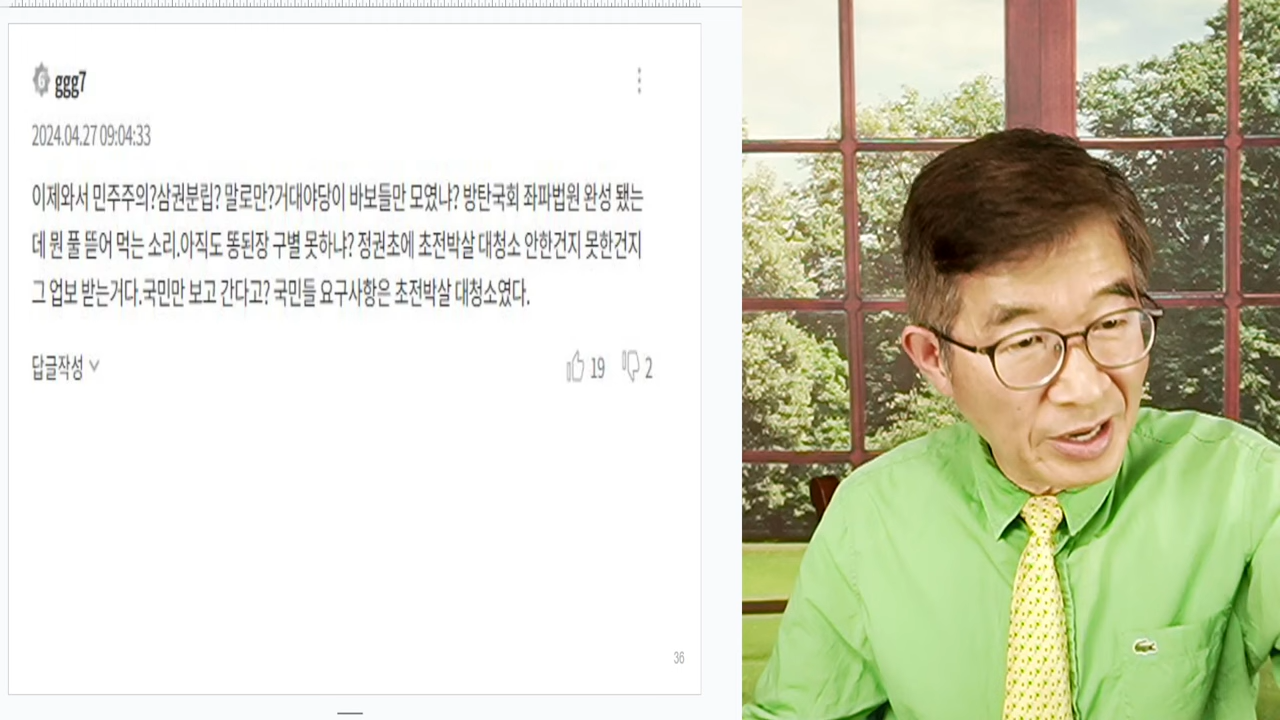 ggg7
2024.04.27 09:04:33
이제와서 민주주의?삼권분립? 말로만?거대야당이 바보들만 모였냐? 방탄국회 좌파법원 완성 됐는
데 뭔 풀 뜯어 먹는 소리.아직도 똥된장 구별 못하냐? 정권초에 초전박살 대청소 안한건지 못한건지
그 업보 받는거다.국민만 보고 간다고? 국민들 요구사항은 초전박살 대청소였다.
답글작성
19
2
36